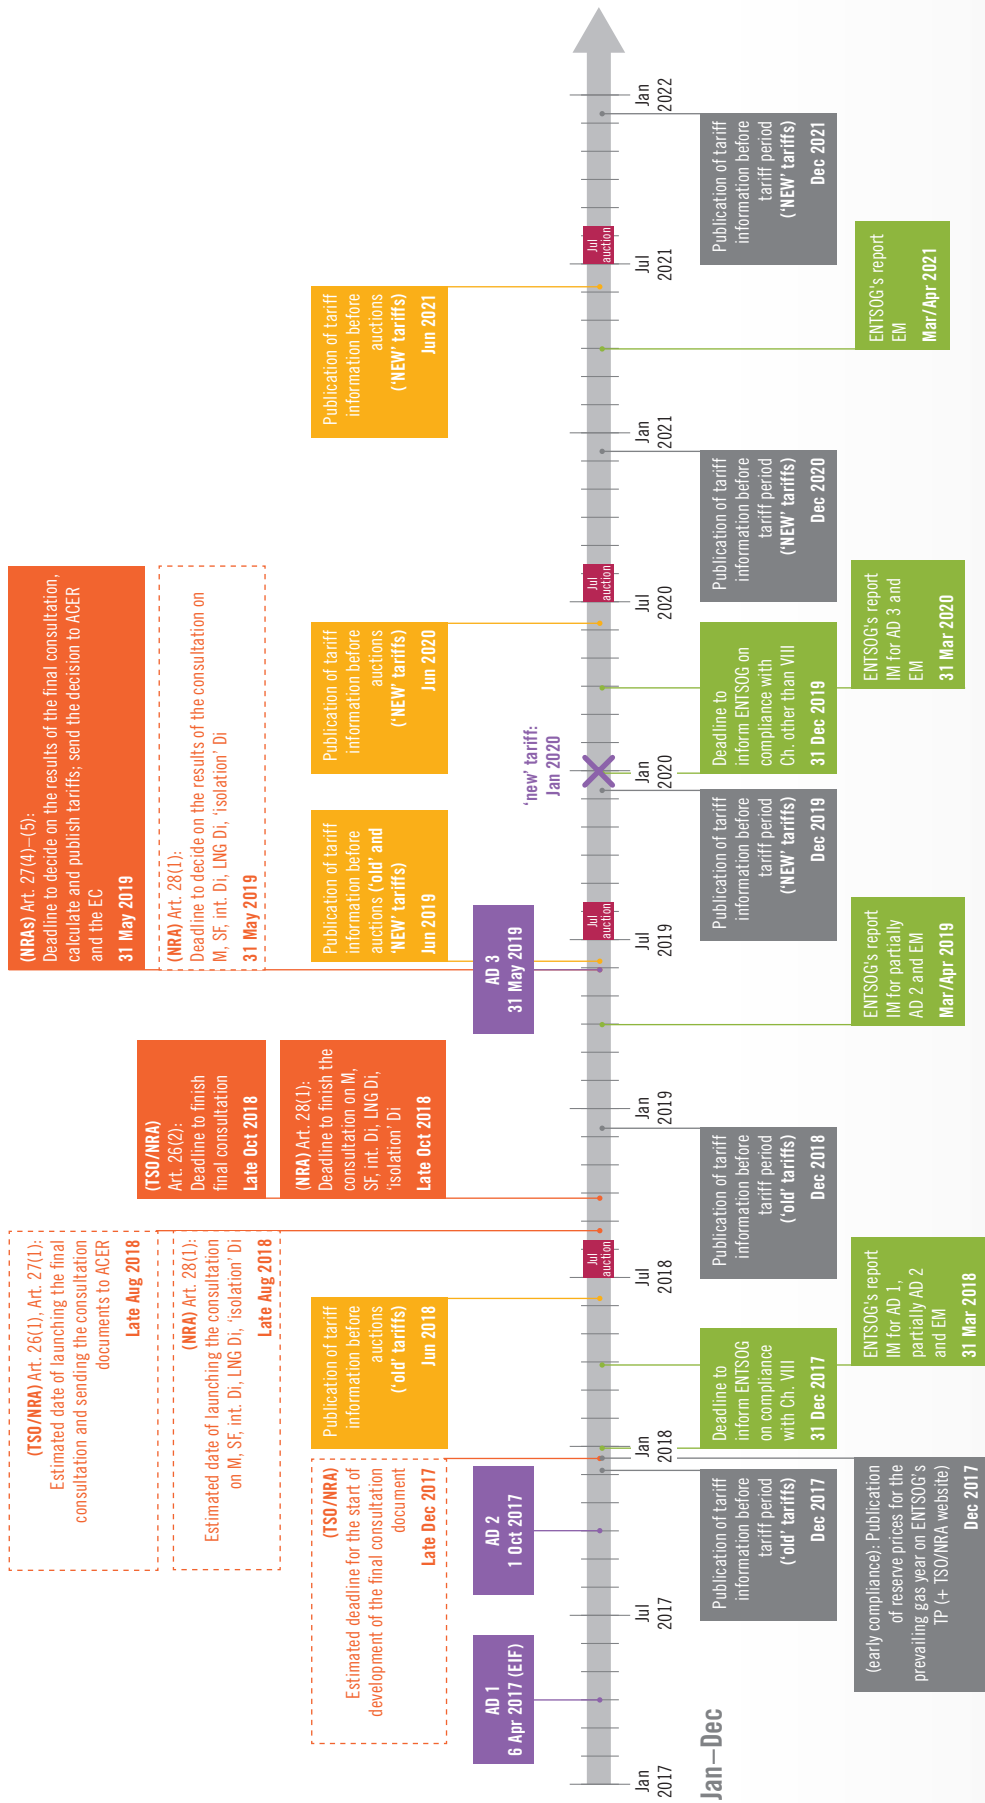 (NRAs) Art. 27(4)–(5):
Deadline to decide on the results of the final consultation,
calculate and publish tariffs; send the decision to ACER
and the EC
31 May 2019
(NRA) Art. 28(1):
Deadline to decide on the results of the consultation on
M, SF, int. Di, LNG Di, 'isolation' Di
31 May 2019
(TSO/NRA)
Art. 26(2):
Deadline to finish
final consultation
Late Oct 2018
(NRA) Art. 28(1):
Deadline to finish the
consultation on M,
SF, int. Di, LNG Di,
'isolation' Di
Late Oct 2018
(TSO/NRA) Art. 26(1), Art. 27(1):
Estimated date of launching the final
consultation and sending the consultation
documents to ACER
Late Aug 2018
(NRA) Art. 28(1):
Estimated date of launching the consultation
on M, SF, int. Di, LNG Di, 'isolation' Di
Late Aug 2018
(TSO/NRA)
Estimated deadline for the start of
development of the final consultation
document
Late Dec 2017
Publication of tariff
information before
auctions
('old' tariffs)
Jun 2018
Publication of tariff
information before
auctions ('old' and
'NEW' tariffs)
Jun 2019
Publication of tariff
information before
auctions
('NEW' tariffs)
Jun 2020
Publication of tariff
information before
auctions
('NEW' tariffs)
Jun 2021
AD 1
6 Apr 2017 (EIF)
AD 2
1 Oct 2017
AD 3
31 May 2019
'new' tariff:
Jan 2020
Jul
auction
Jul
auction
Jul
auction
Jul
auction
Jan
2017
Jul
2017
Jan
2018
Jul
2018
Jan
2019
Jul
2019
Jan
2020
Jul
2020
Jan
2021
Jul
2021
Jan
2022
Jan–Dec
Publication of tariff
information before
tariff period
('old' tariffs)
Dec 2017
Deadline to
inform ENTSOG
on compliance
with Ch. VIII
31 Dec 2017
Publication of tariff
information before
tariff period
('old' tariffs)
Dec 2018
Publication of tariff
information before
tariff period
('NEW' tariffs)
Dec 2019
Deadline to
inform ENTSOG on
compliance with
Ch. other than VIII
31 Dec 2019
Publication of tariff
information before
tariff period
('NEW' tariffs)
Dec 2020
Publication of tariff
information before
tariff period
('NEW' tariffs)
Dec 2021
(early compliance): Publication
of reserve prices for the
prevailing gas year on ENTSOG's
TP (+ TSO/NRA website)
Dec 2017
ENTSOG's report
IM for AD 1,
partially AD 2
and EM
31 Mar 2018
ENTSOG's report
IM for partially
AD 2 and EM
Mar/Apr 2019
ENTSOG's report
IM for AD 3 and
EM
31 Mar 2020
ENTSOG's report
EM
Mar/Apr 2021